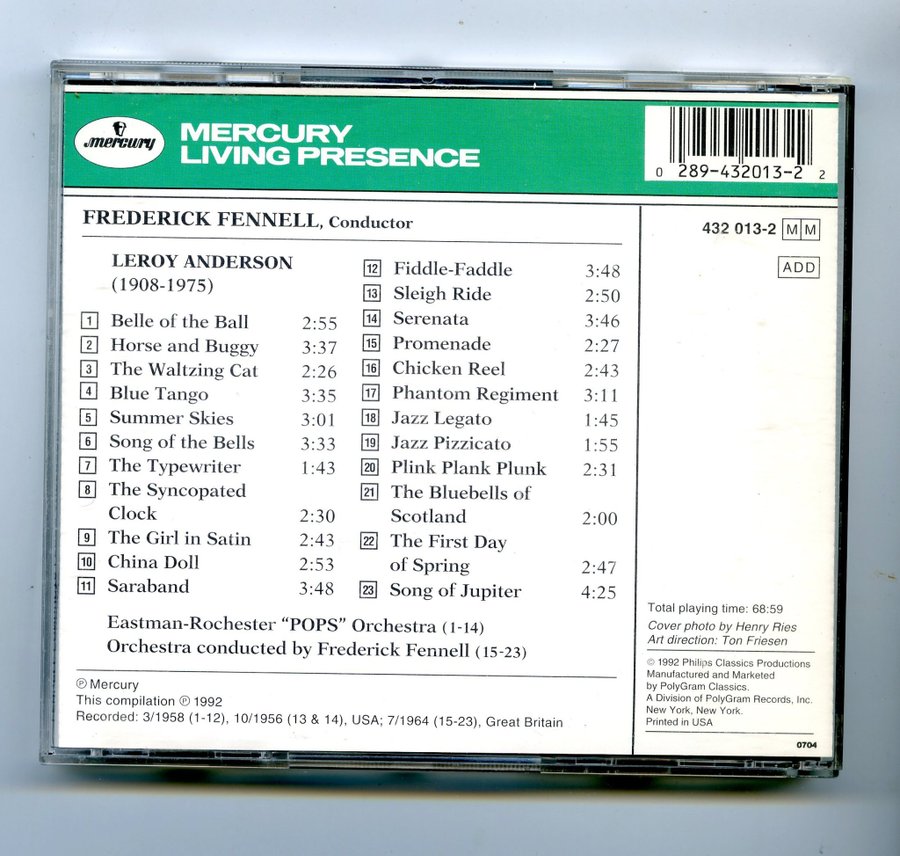 mercury
MERCURY
LIVING PRESENCE
0 289-432013-2 2
FREDERICK FENNELL, Conductor
432 013-2 M M
ADD
LEROY ANDERSON
(1908-1975)
1 Belle of the Ball 2:55
2 Horse and Buggy 3:37
3 The Waltzing Cat 2:26
4 Blue Tango 3:35
5 Summer Skies 3:01
6 Song of the Bells 3:33
7 The Typewriter 1:43
8 The Syncopated
Clock 2:30
9 The Girl in Satin 2:43
10 China Doll 2:53
11 Saraband 3:48
12 Fiddle-Faddle 3:48
13 Sleigh Ride 2:50
14 Serenata 3:46
15 Promenade 2:27
16 Chicken Reel 2:43
17 Phantom Regiment 3:11
18 Jazz Legato 1:45
19 Jazz Pizzicato 1:55
20 Plink Plank Plunk 2:31
21 The Bluebells of
Scotland 2:00
22 The First Day
of Spring 2:47
23 Song of Jupiter 4:25
Eastman-Rochester “POPS” Orchestra (1-14)
Orchestra conducted by Frederick Fennell (15-23)
℗ Mercury
This compilation ℗ 1992
Recorded: 3/1958 (1-12), 10/1956 (13 & 14), USA; 7/1964 (15-23), Great Britain
Total playing time: 68:59
Cover photo by Henry Ries
Art direction: Ton Friesen
© 1992 Philips Classics Productions
Manufactured and Marketed
by PolyGram Classics.
A Division of PolyGram Records, Inc.
New York, New York.
Printed in USA
0704